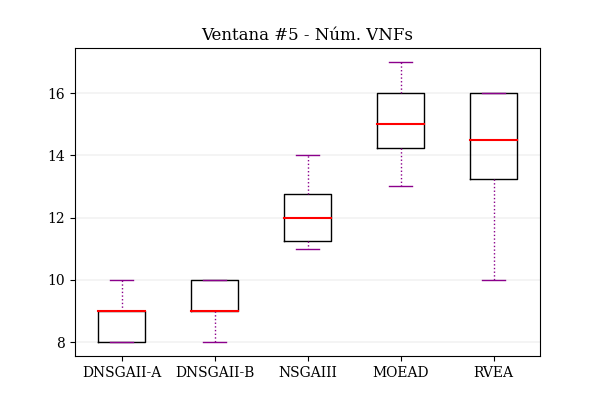 Ventana #5 - Núm. VNFs
16
14
12
10
8
DNSGAII-A DNSGAII-B NSGAIII MOEAD RVEA